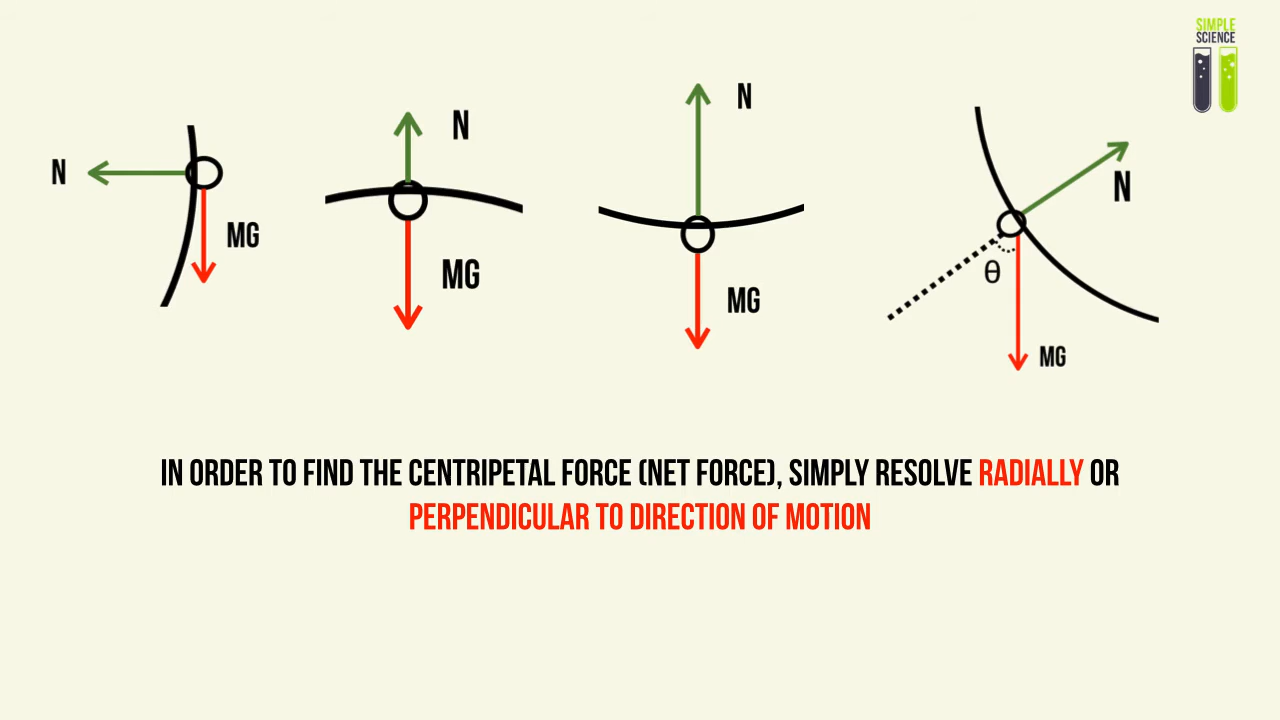 SIMPLE
SCIENCE
N
MG
N
MG
N
MG
N
θ
MG
IN ORDER TO FIND THE CENTRIPETAL FORCE (NET FORCE), SIMPLY RESOLVE RADIALLY OR
PERPENDICULAR TO DIRECTION OF MOTION